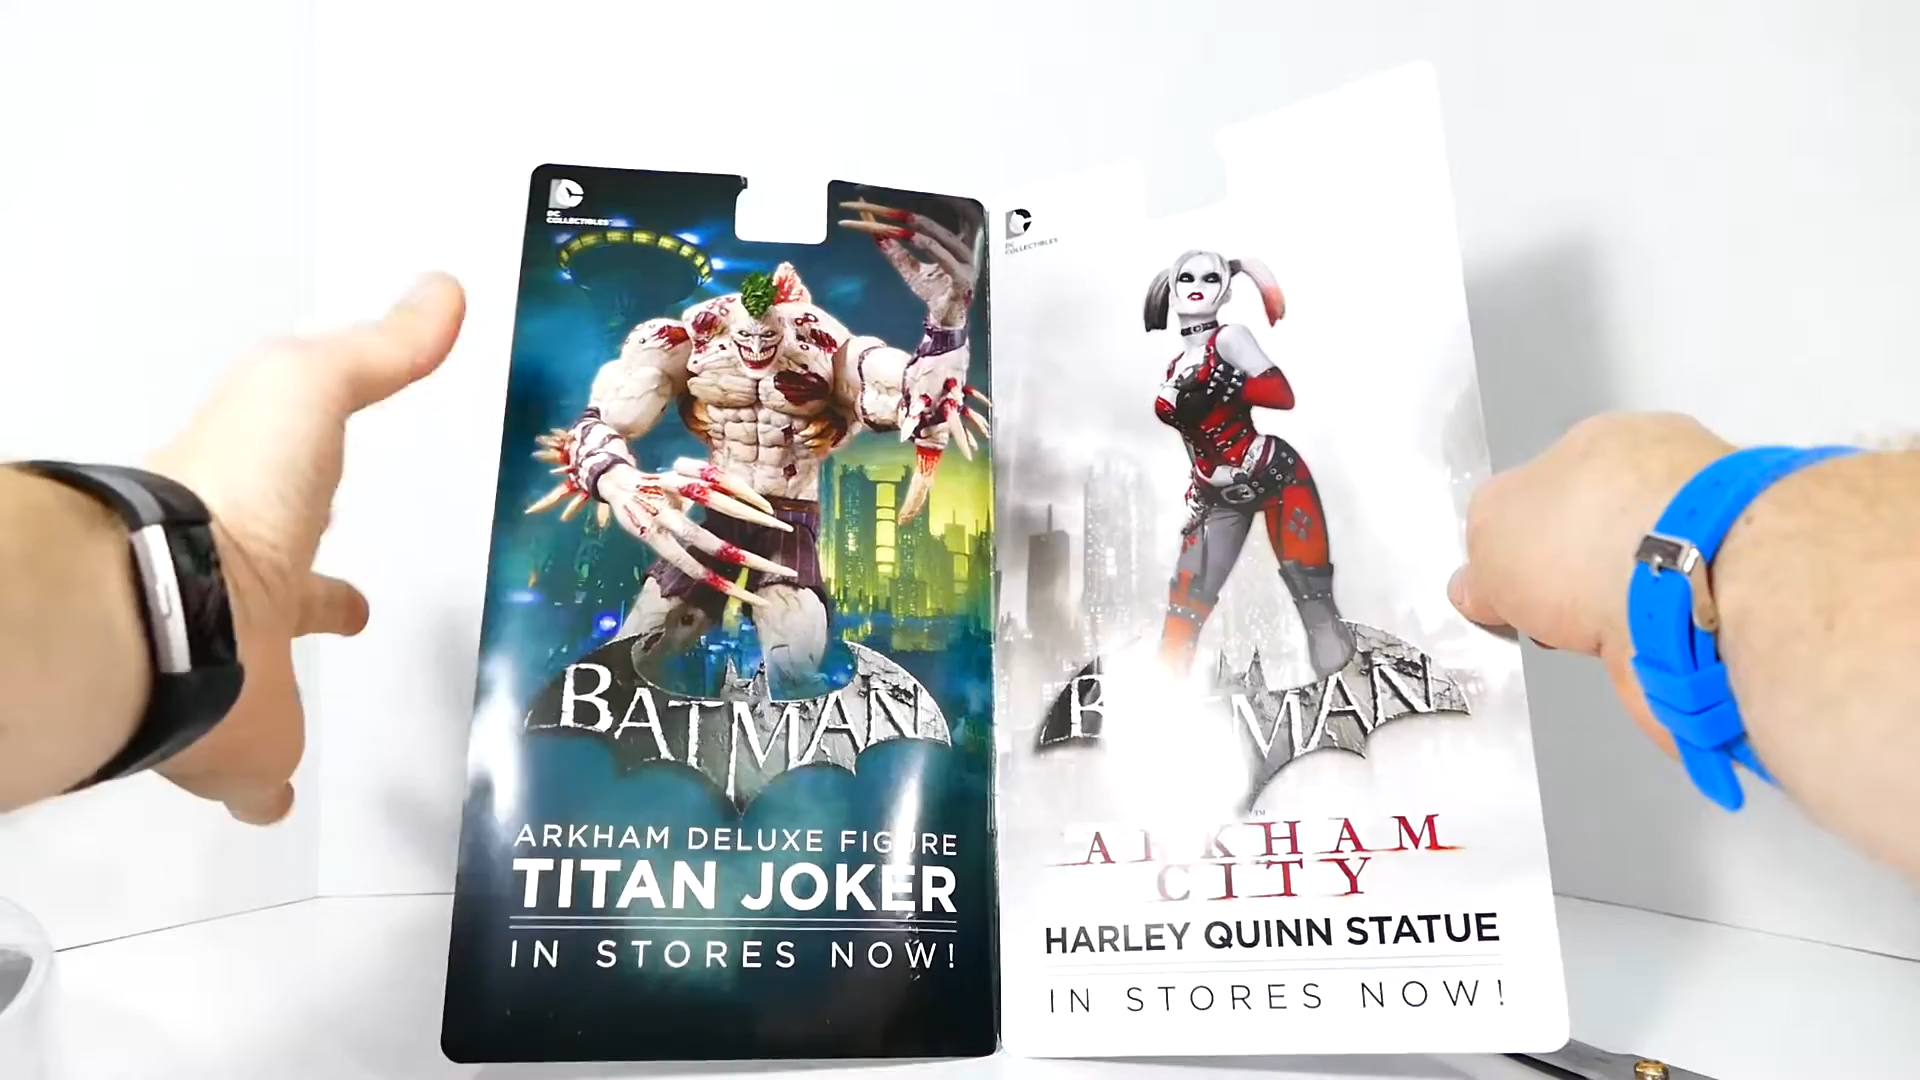 DC
COLLECTIBLES
BATMAN
ARKHAM DELUXE FIGURE
TITAN JOKER
IN STORES NOW!
DC
COLLECTIBLES
BATMAN
ARKHAM
CITY
HARLEY QUINN STATUE
IN STORES NOW!